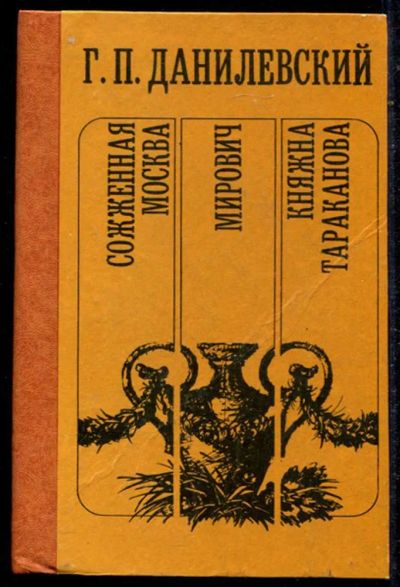 Г. П. ДАНИЛЕВСКИЙ
СОЖЖЕННАЯ
МОСКВА
МИРОВИЧ
КНЯЖНА
ТАРАКАНОВА